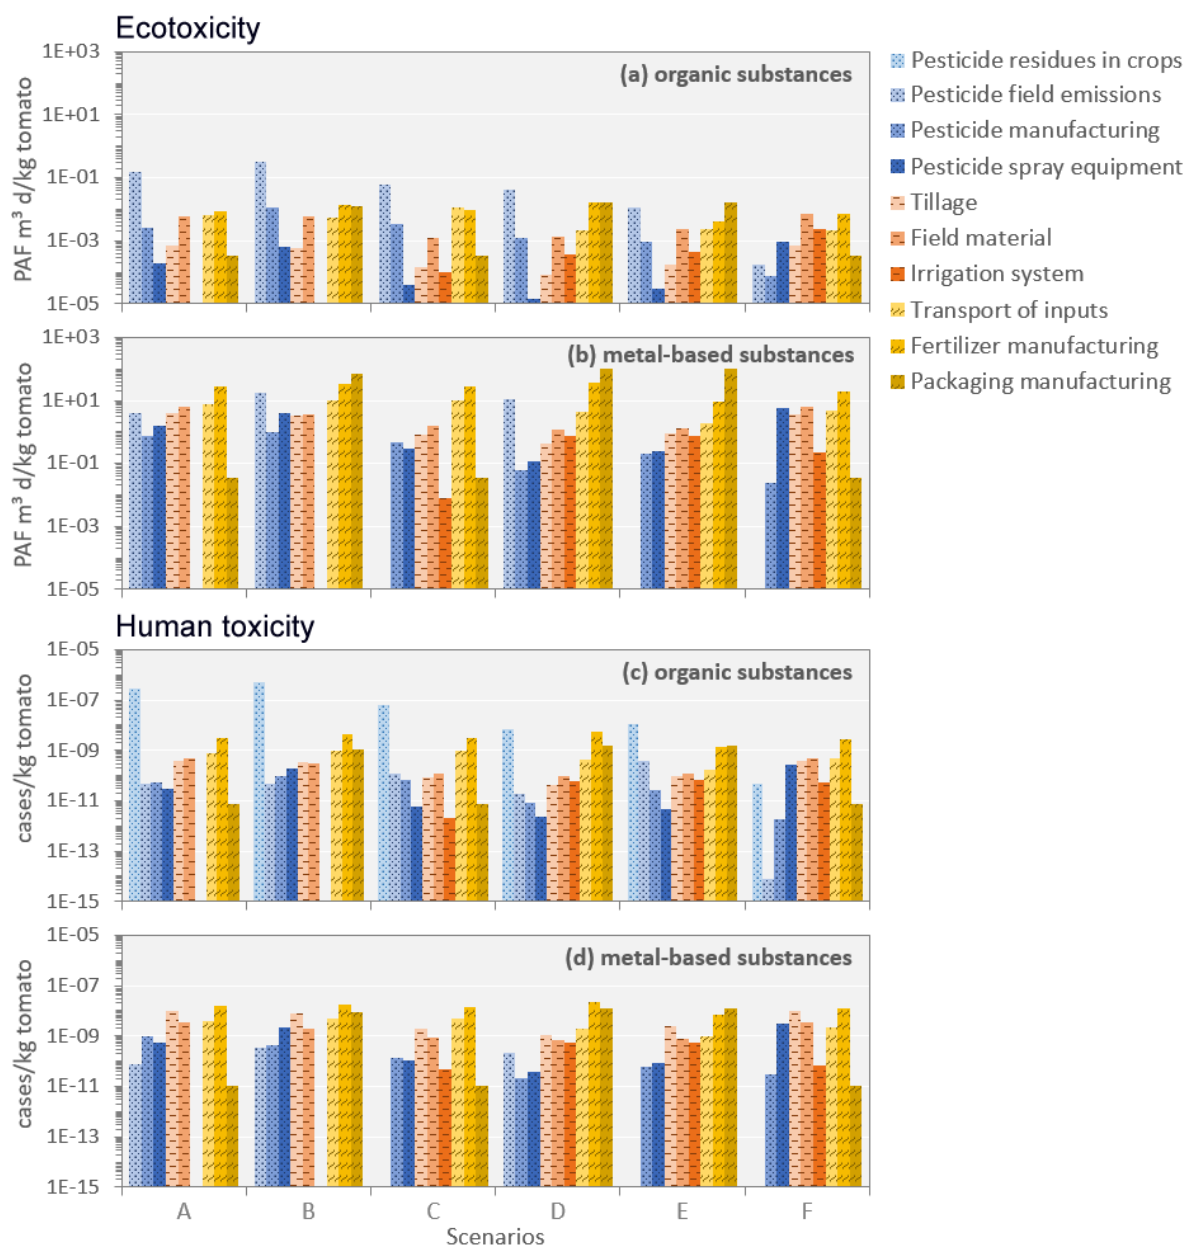 Ecotoxicity
1E+03
1E+01
1E-01
1E-03
1E-05
PAF m³ d/kg tomato
(a) organic substances
Pesticide residues in crops
Pesticide field emissions
Pesticide manufacturing
Pesticide spray equipment
Tillage
Field material
Irrigation system
Transport of inputs
Fertilizer manufacturing
Packaging manufacturing
1E+03
1E+01
1E-01
1E-03
1E-05
PAF m³ d/kg tomato
(b) metal-based substances
Human toxicity
1E-05
1E-07
1E-09
1E-11
1E-13
1E-15
cases/kg tomato
(c) organic substances
1E-05
1E-07
1E-09
1E-11
1E-13
1E-15
cases/kg tomato
(d) metal-based substances
A B C D E F
Scenarios